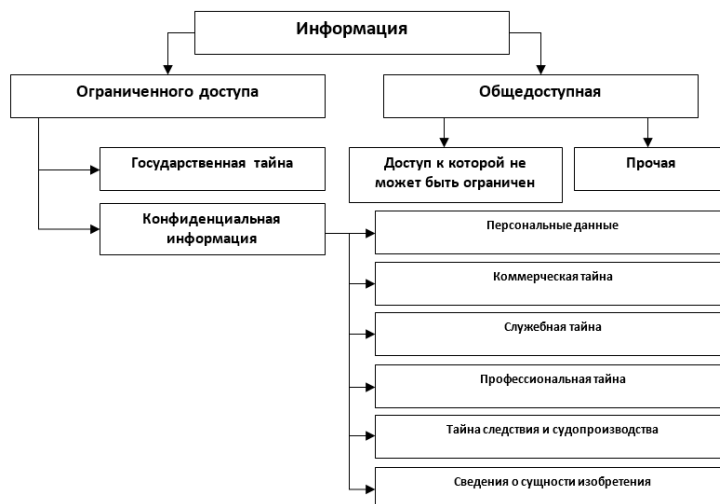 Информация
Ограниченного доступа
Общедоступная
Государственная тайна
Доступ к которой не
может быть ограничен
Прочая
Конфиденциальная
информация
Персональные данные
Коммерческая тайна
Служебная тайна
Профессиональная тайна
Тайна следствия и судопроизводства
Сведения о сущности изобретения